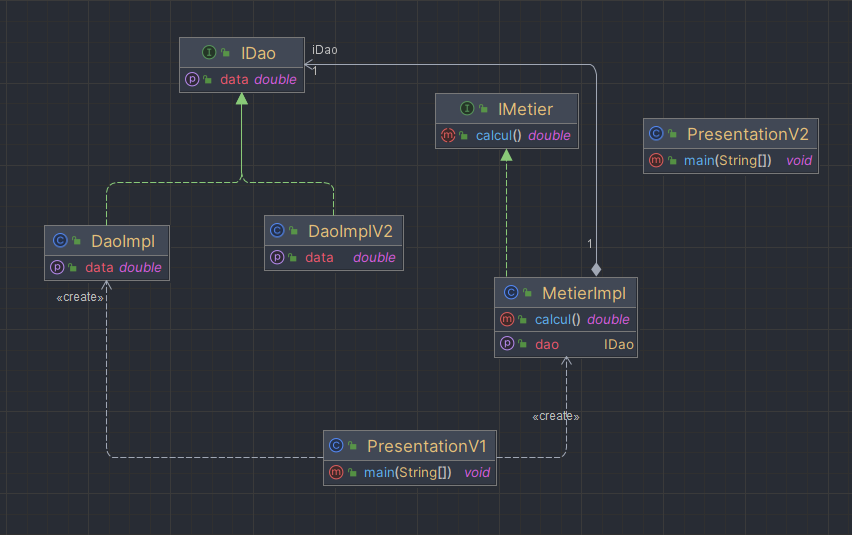 IDao
data double
iDao
1
IMetier
calcul() double
PresentationV2
main(String[]) void
DaoImpl
data double
DaoImplV2
data double
1
«create»
MetierImpl
calcul() double
dao IDao
«create»
PresentationV1
main(String[]) void